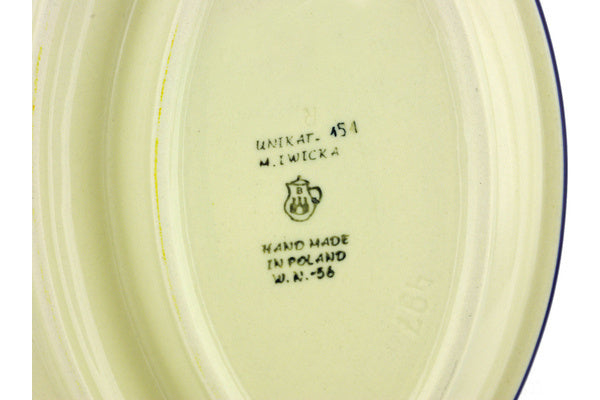 UNIKAT- 151
M. IWICKA
B
HAND MADE
IN POLAND
W.N.-56